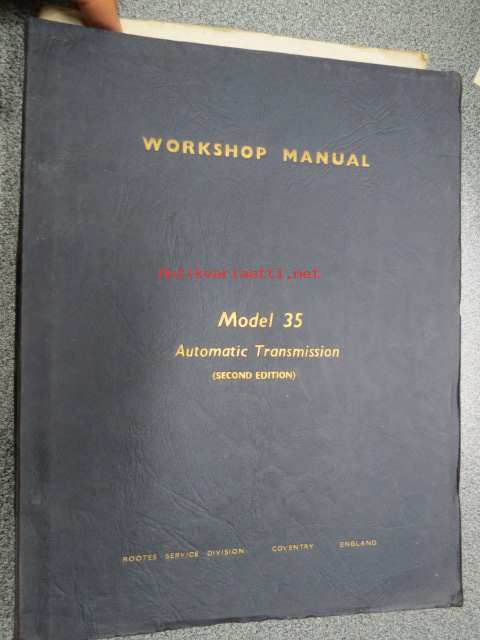 WORKSHOP MANUAL
Antikvariaatti.net
Model 35
Automatic Transmission
(SECOND EDITION)
ROOTES SERVICE DIVISION COVENTRY ENGLAND